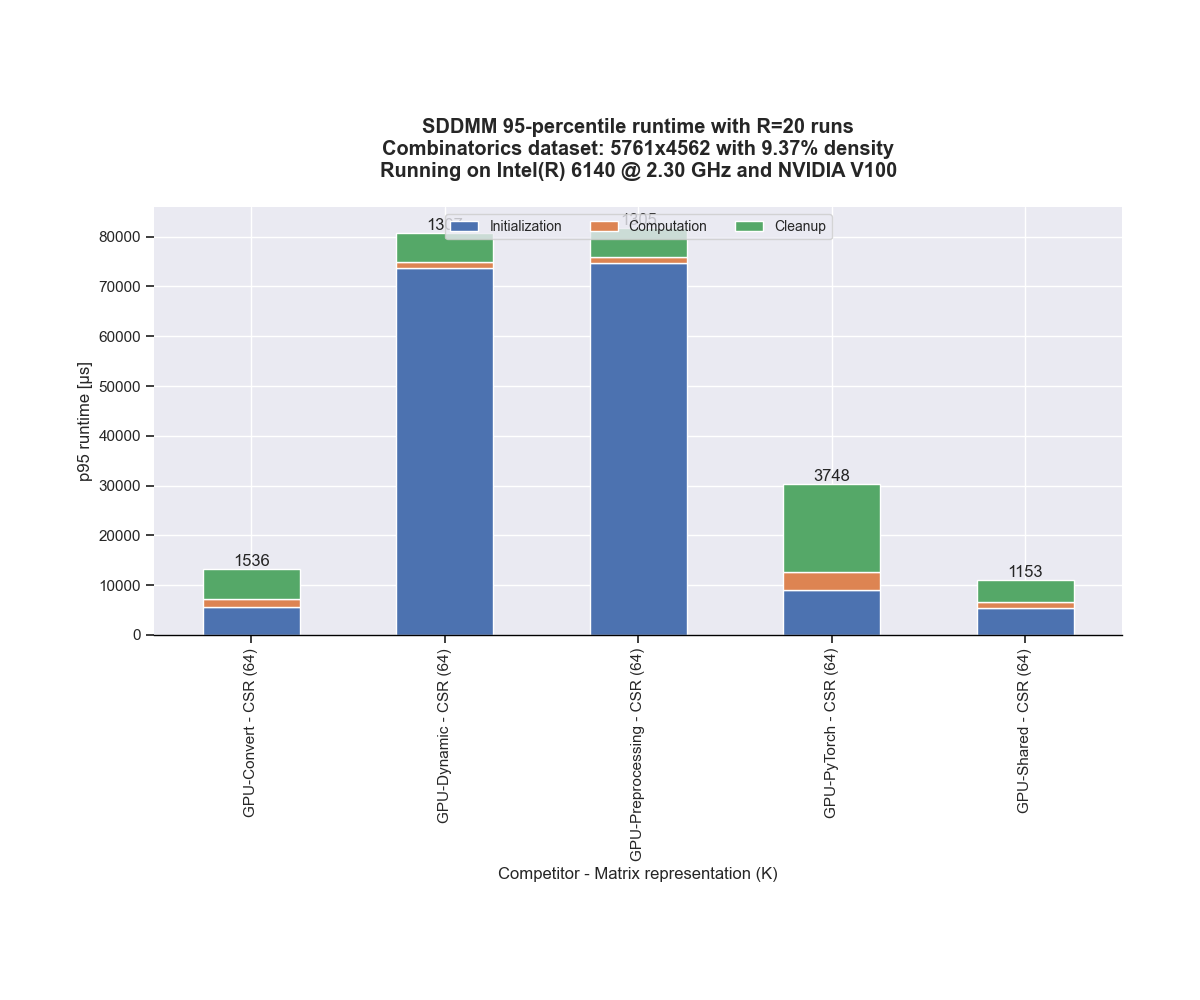 SDDMM 95-percentile runtime with R=20 runs
Combinatorics dataset: 5761x4562 with 9.37% density
Running on Intel(R) 6140 @ 2.30 GHz and NVIDIA V100
Initialization Computation Cleanup
1305
80000
70000
60000
50000
40000
30000
20000
10000
0
p95 runtime [µs]
1536
3748
1153
GPU-Convert - CSR (64)
GPU-Dynamic - CSR (64)
GPU-Preprocessing - CSR (64)
GPU-PyTorch - CSR (64)
GPU-Shared - CSR (64)
Competitor - Matrix representation (K)